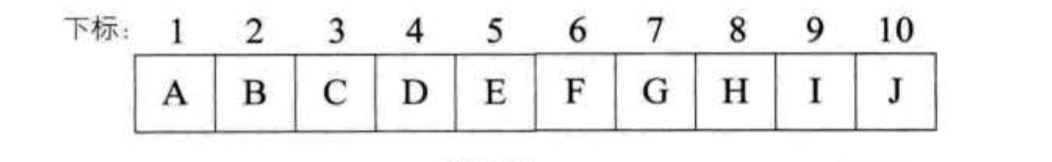 下标: 1 2 3 4 5 6 7 8 9 10
A B C D E F G H I J